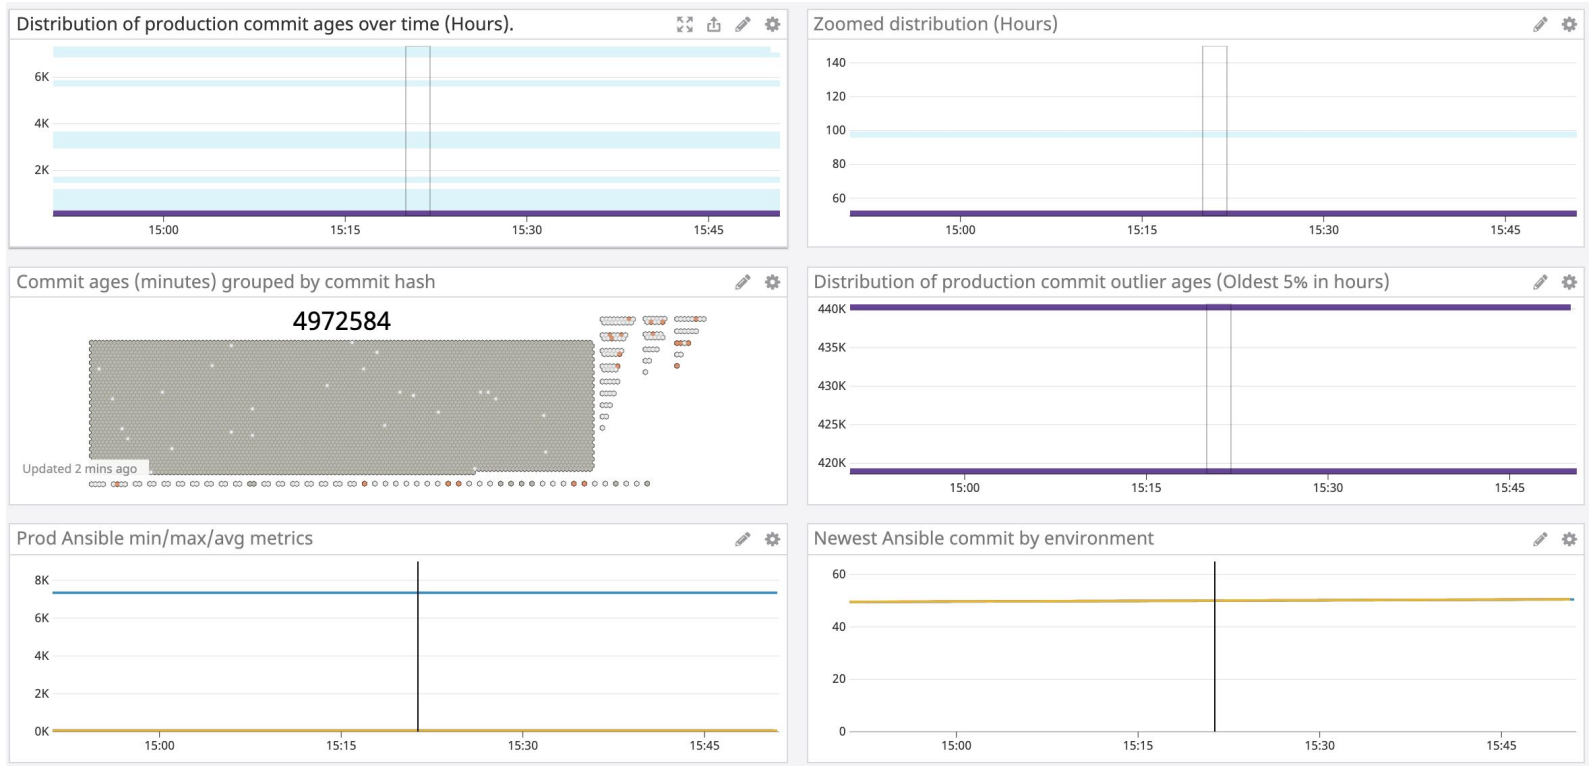 Distribution of production commit ages over time (Hours).
6K
4K
2K
15:00 15:15 15:30 15:45
Zoomed distribution (Hours)
140
120
100
80
60
15:00 15:15 15:30 15:45
Commit ages (minutes) grouped by commit hash
4972584
Updated 2 mins ago
Distribution of production commit outlier ages (Oldest 5% in hours)
440K
435K
430K
425K
420K
15:00 15:15 15:30 15:45
Prod Ansible min/max/avg metrics
8K
6K
4K
2K
0K
15:00 15:15 15:30 15:45
Newest Ansible commit by environment
60
40
20
0
15:00 15:15 15:30 15:45